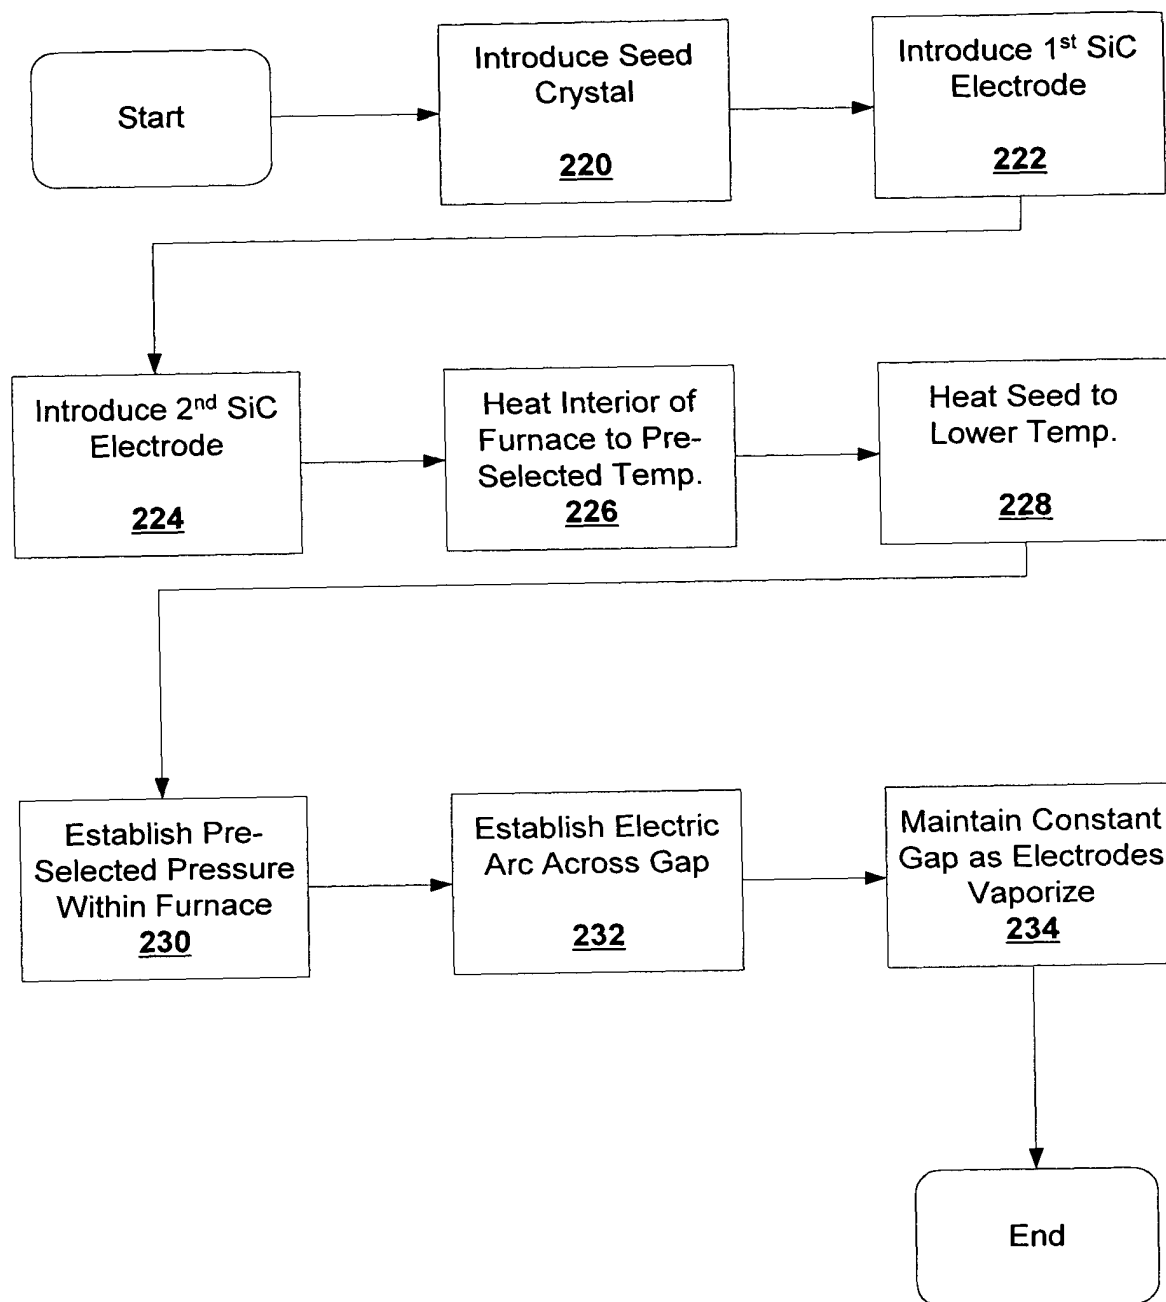 Start
Introduce Seed
Crystal
220
Introduce 1st SiC
Electrode
222
Introduce 2nd SiC
Electrode
224
Heat Interior of
Furnace to Pre-
Selected Temp.
226
Heat Seed to
Lower Temp.
228
Establish Pre-
Selected Pressure
Within Furnace
230
Establish Electric
Arc Across Gap
232
Maintain Constant
Gap as Electrodes
Vaporize
234
End